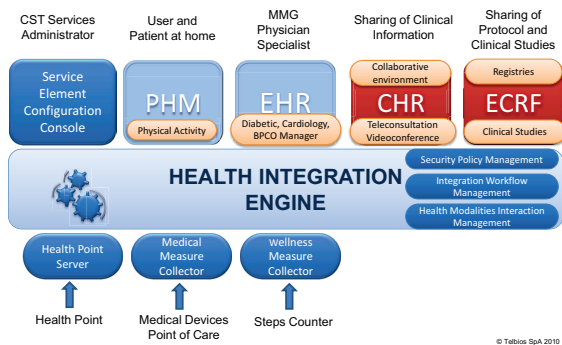 CST Services
Administrator
User and
Patient at home
MMG
Physician
Specialist
Sharing of Clinical
Information
Sharing of
Protocol and
Clinical Studies
Service
Element
Configuration
Console
PHM
Physical Activity
EHR
Diabetic, Cardiology,
BPCO Manager
Collaborative
environment
CHR
Teleconsultation
Videoconference
Registries
ECRF
Clinical Studies
HEALTH INTEGRATION
ENGINE
Security Policy Management
Integration Workflow
Management
Health Modalities Interaction
Management
Health Point
Server
Medical
Measure
Collector
Wellness
Measure
Collector
Health Point
Medical Devices
Point of Care
Steps Counter
© Telbios SpA 2010